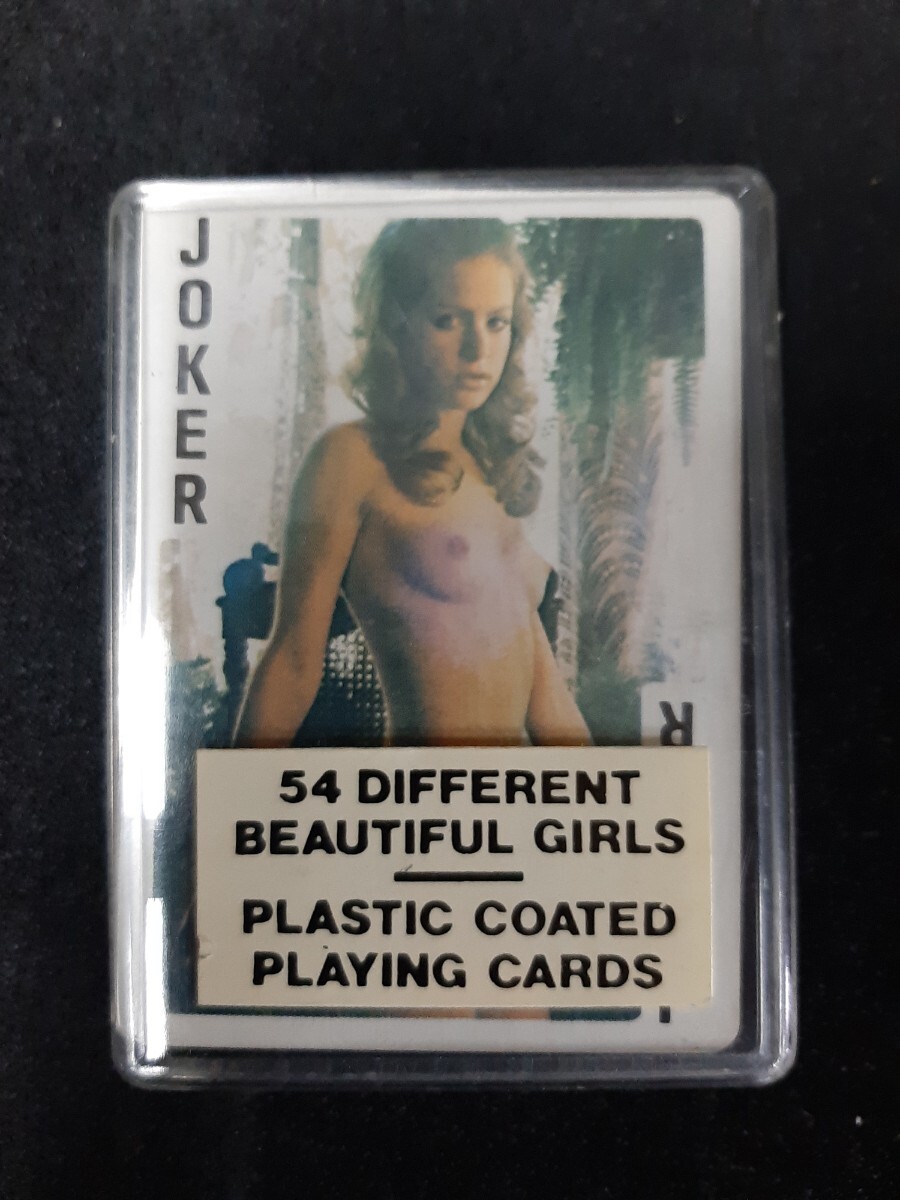 JOKER
54 DIFFERENT
BEAUTIFUL GIRLS
PLASTIC COATED
PLAYING CARDS
R